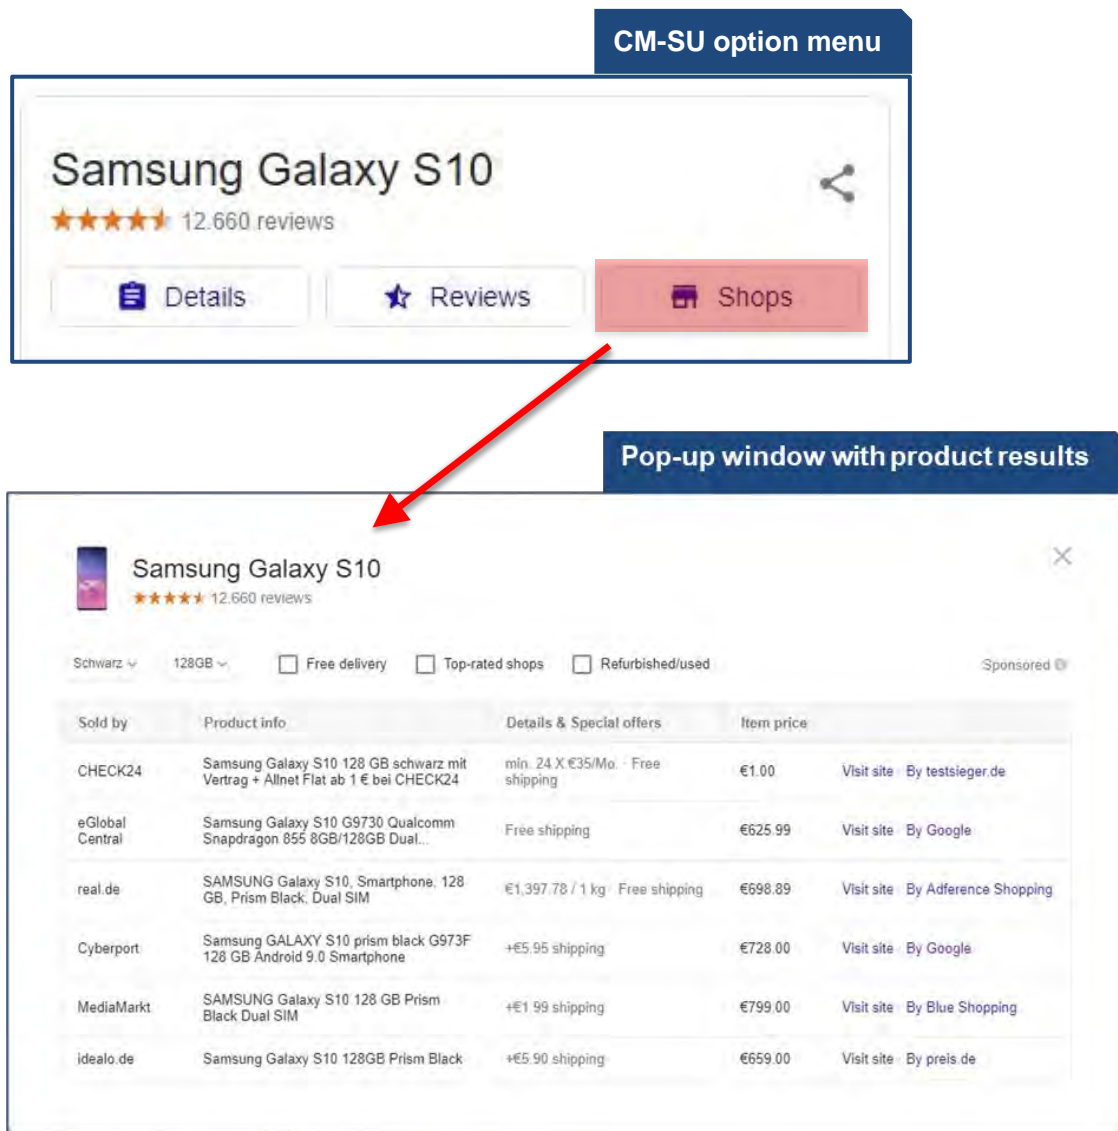 CM-SU option menu
Samsung Galaxy S10
12.660 reviews
Details
Reviews
Shops
Pop-up window with product results
Samsung Galaxy S10
12.660 reviews
Schwarz 128GB Free delivery Top-rated shops Refurbished/used Sponsored
Sold by Product info Details & Special offers Item price
CHECK24
Samsung Galaxy S10 128 GB schwarz mit
Vertrag + Allnet Flat ab 1 € bei CHECK24
min. 24 X €35/Mo. · Free
shipping
€1.00
Visit site · By testsieger.de
eGlobal
Central
Samsung Galaxy S10 G9730 Qualcomm
Snapdragon 855 8GB/128GB Dual...
Free shipping
€625.99
Visit site · By Google
real.de
SAMSUNG Galaxy S10, Smartphone, 128
GB, Prism Black, Dual SIM
€1,397.78 / 1 kg · Free shipping
€698.89
Visit site · By Adference Shopping
Cyberport
Samsung GALAXY S10 prism black G973F
128 GB Android 9.0 Smartphone
+€5.95 shipping
€728.00
Visit site · By Google
MediaMarkt
SAMSUNG Galaxy S10 128 GB Prism
Black Dual SIM
+€1.99 shipping
€799.00
Visit site · By Blue Shopping
idealo.de
Samsung Galaxy S10 128GB Prism Black
+€5.90 shipping
€659.00
Visit site · By preis.de